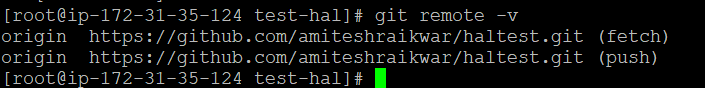 [root@ip-172-31-35-124 test-hal]# git remote -v
origin  https://github.com/amiteshraikwar/haltest.git (fetch)
origin  https://github.com/amiteshraikwar/haltest.git (push)
[root@ip-172-31-35-124 test-hal]#